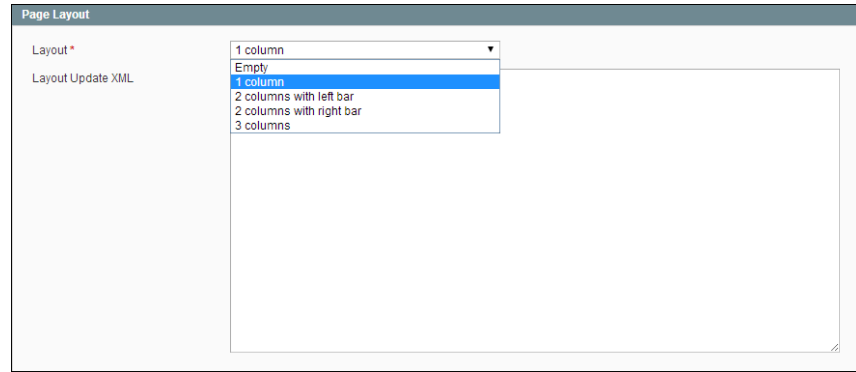 Page Layout
Layout *
1 column
Empty
1 column
Layout Update XML
2 columns with left bar
2 columns with right bar
3 columns